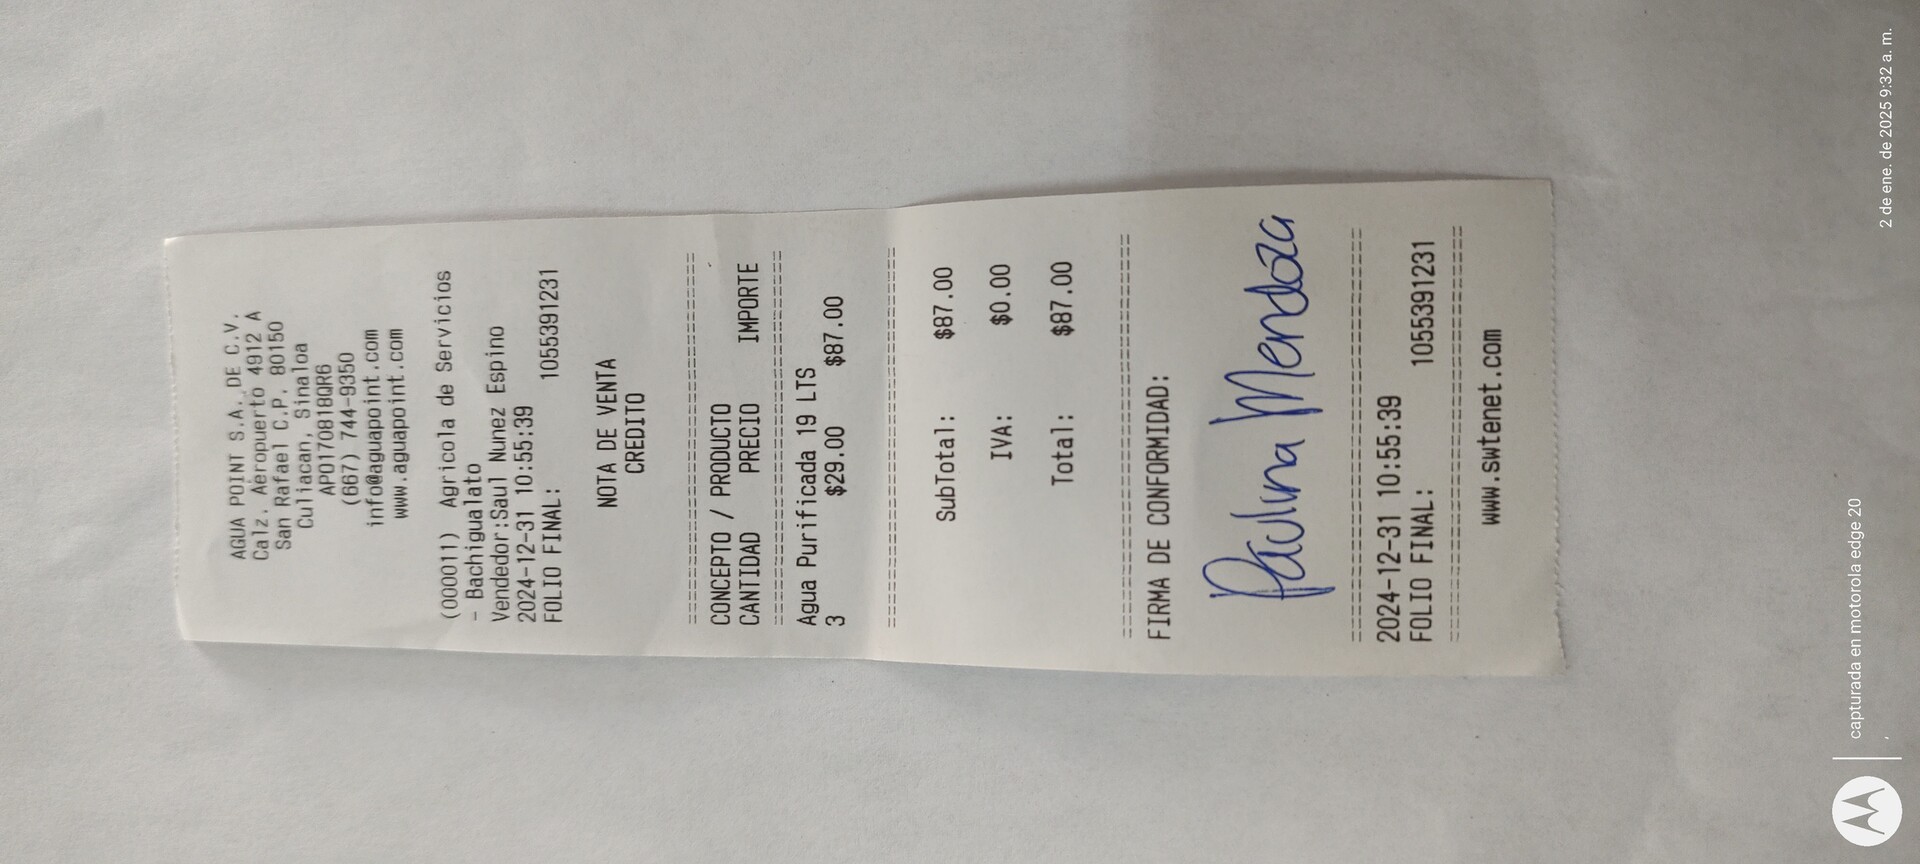 AGUA POINT S.A. DE C.V.
Calz. Aeropuerto 4912 A
San Rafael C.P. 80150
Culiacan, Sinaloa
APO170818QR6
(667) 744-9350
info@aguapoint.com
www.aguapoint.com
(000011) Agricola de Servicios
- Bachigualato
Vendedor:Saul Nunez Espino
2024-12-31 10:55:39
FOLIO FINAL: 1055391231
NOTA DE VENTA
CREDITO
CONCEPTO / PRODUCTO
CANTIDAD PRECIO IMPORTE
Agua Purificada 19 LTS
3 $29.00 $87.00
SubTotal: $87.00
IVA: $0.00
Total: $87.00
FIRMA DE CONFORMIDAD:
Paulina Mendoza
2024-12-31 10:55:39
FOLIO FINAL: 1055391231
www.swtenet.com
capturada en motorola edge 20
2 de ene. de 2025 9:32 a. m.